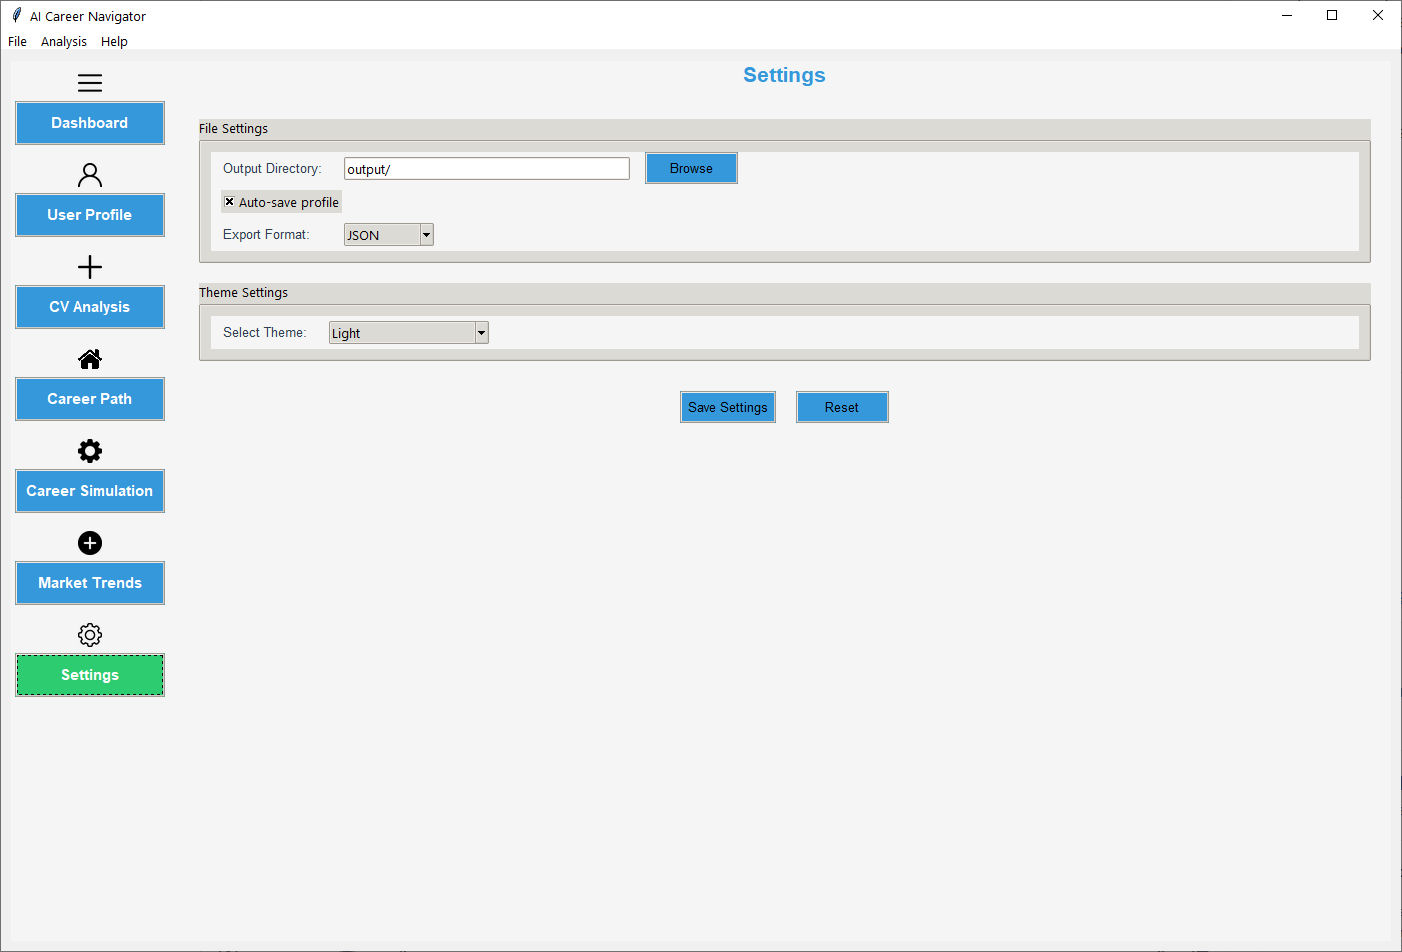 AI Career Navigator
File Analysis Help
Settings
Dashboard
User Profile
CV Analysis
Career Path
Career Simulation
Market Trends
Settings
File Settings
Output Directory: output/ Browse
Auto-save profile
Export Format: JSON
Theme Settings
Select Theme: Light
Save Settings Reset